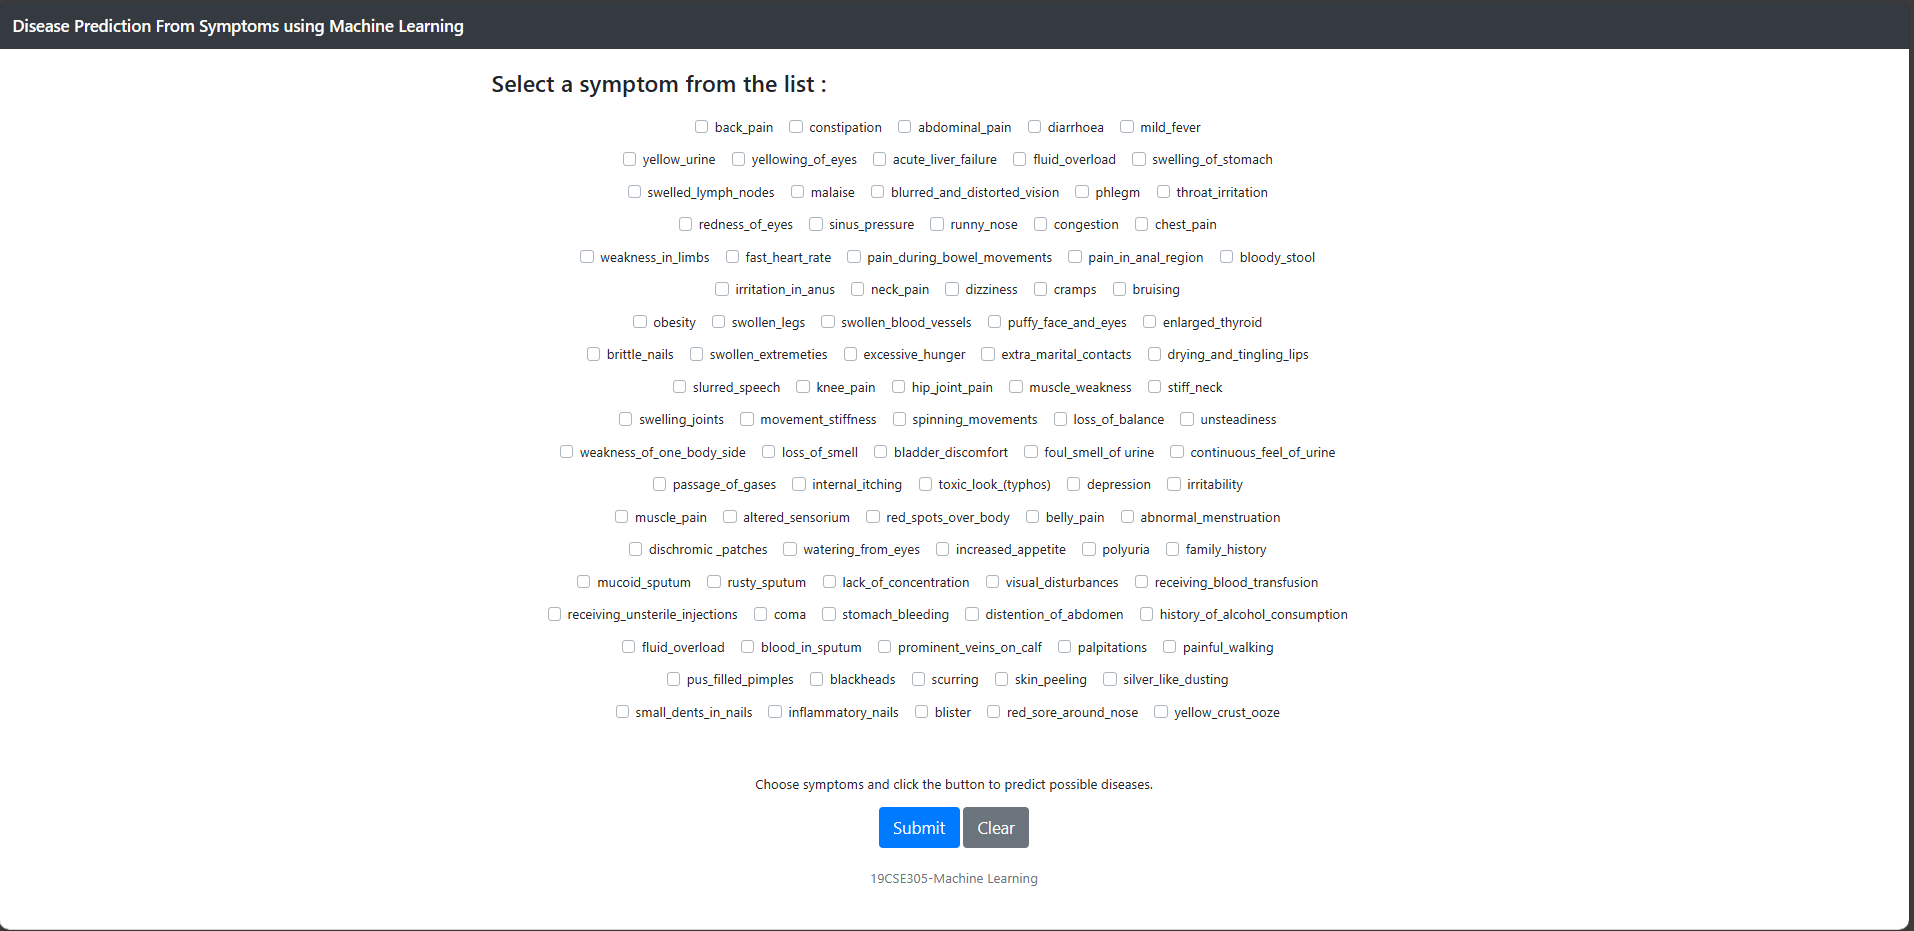 Disease Prediction From Symptoms using Machine Learning
Select a symptom from the list :
back_pain constipation abdominal_pain diarrhoea mild_fever
yellow_urine yellowing_of_eyes acute_liver_failure fluid_overload swelling_of_stomach
swelled_lymph_nodes malaise blurred_and_distorted_vision phlegm throat_irritation
redness_of_eyes sinus_pressure runny_nose congestion chest_pain
weakness_in_limbs fast_heart_rate pain_during_bowel_movements pain_in_anal_region bloody_stool
irritation_in_anus neck_pain dizziness cramps bruising
obesity swollen_legs swollen_blood_vessels puffy_face_and_eyes enlarged_thyroid
brittle_nails swollen_extremeties excessive_hunger extra_marital_contacts drying_and_tingling_lips
slurred_speech knee_pain hip_joint_pain muscle_weakness stiff_neck
swelling_joints movement_stiffness spinning_movements loss_of_balance unsteadiness
weakness_of_one_body_side loss_of_smell bladder_discomfort foul_smell_of urine continuous_feel_of_urine
passage_of_gases internal_itching toxic_look_(typhos) depression irritability
muscle_pain altered_sensorium red_spots_over_body belly_pain abnormal_menstruation
dischromic _patches watering_from_eyes increased_appetite polyuria family_history
mucoid_sputum rusty_sputum lack_of_concentration visual_disturbances receiving_blood_transfusion
receiving_unsterile_injections coma stomach_bleeding distention_of_abdomen history_of_alcohol_consumption
fluid_overload blood_in_sputum prominent_veins_on_calf palpitations painful_walking
pus_filled_pimples blackheads scurring skin_peeling silver_like_dusting
small_dents_in_nails inflammatory_nails blister red_sore_around_nose yellow_crust_ooze
Choose symptoms and click the button to predict possible diseases.
Submit Clear
19CSE305-Machine Learning